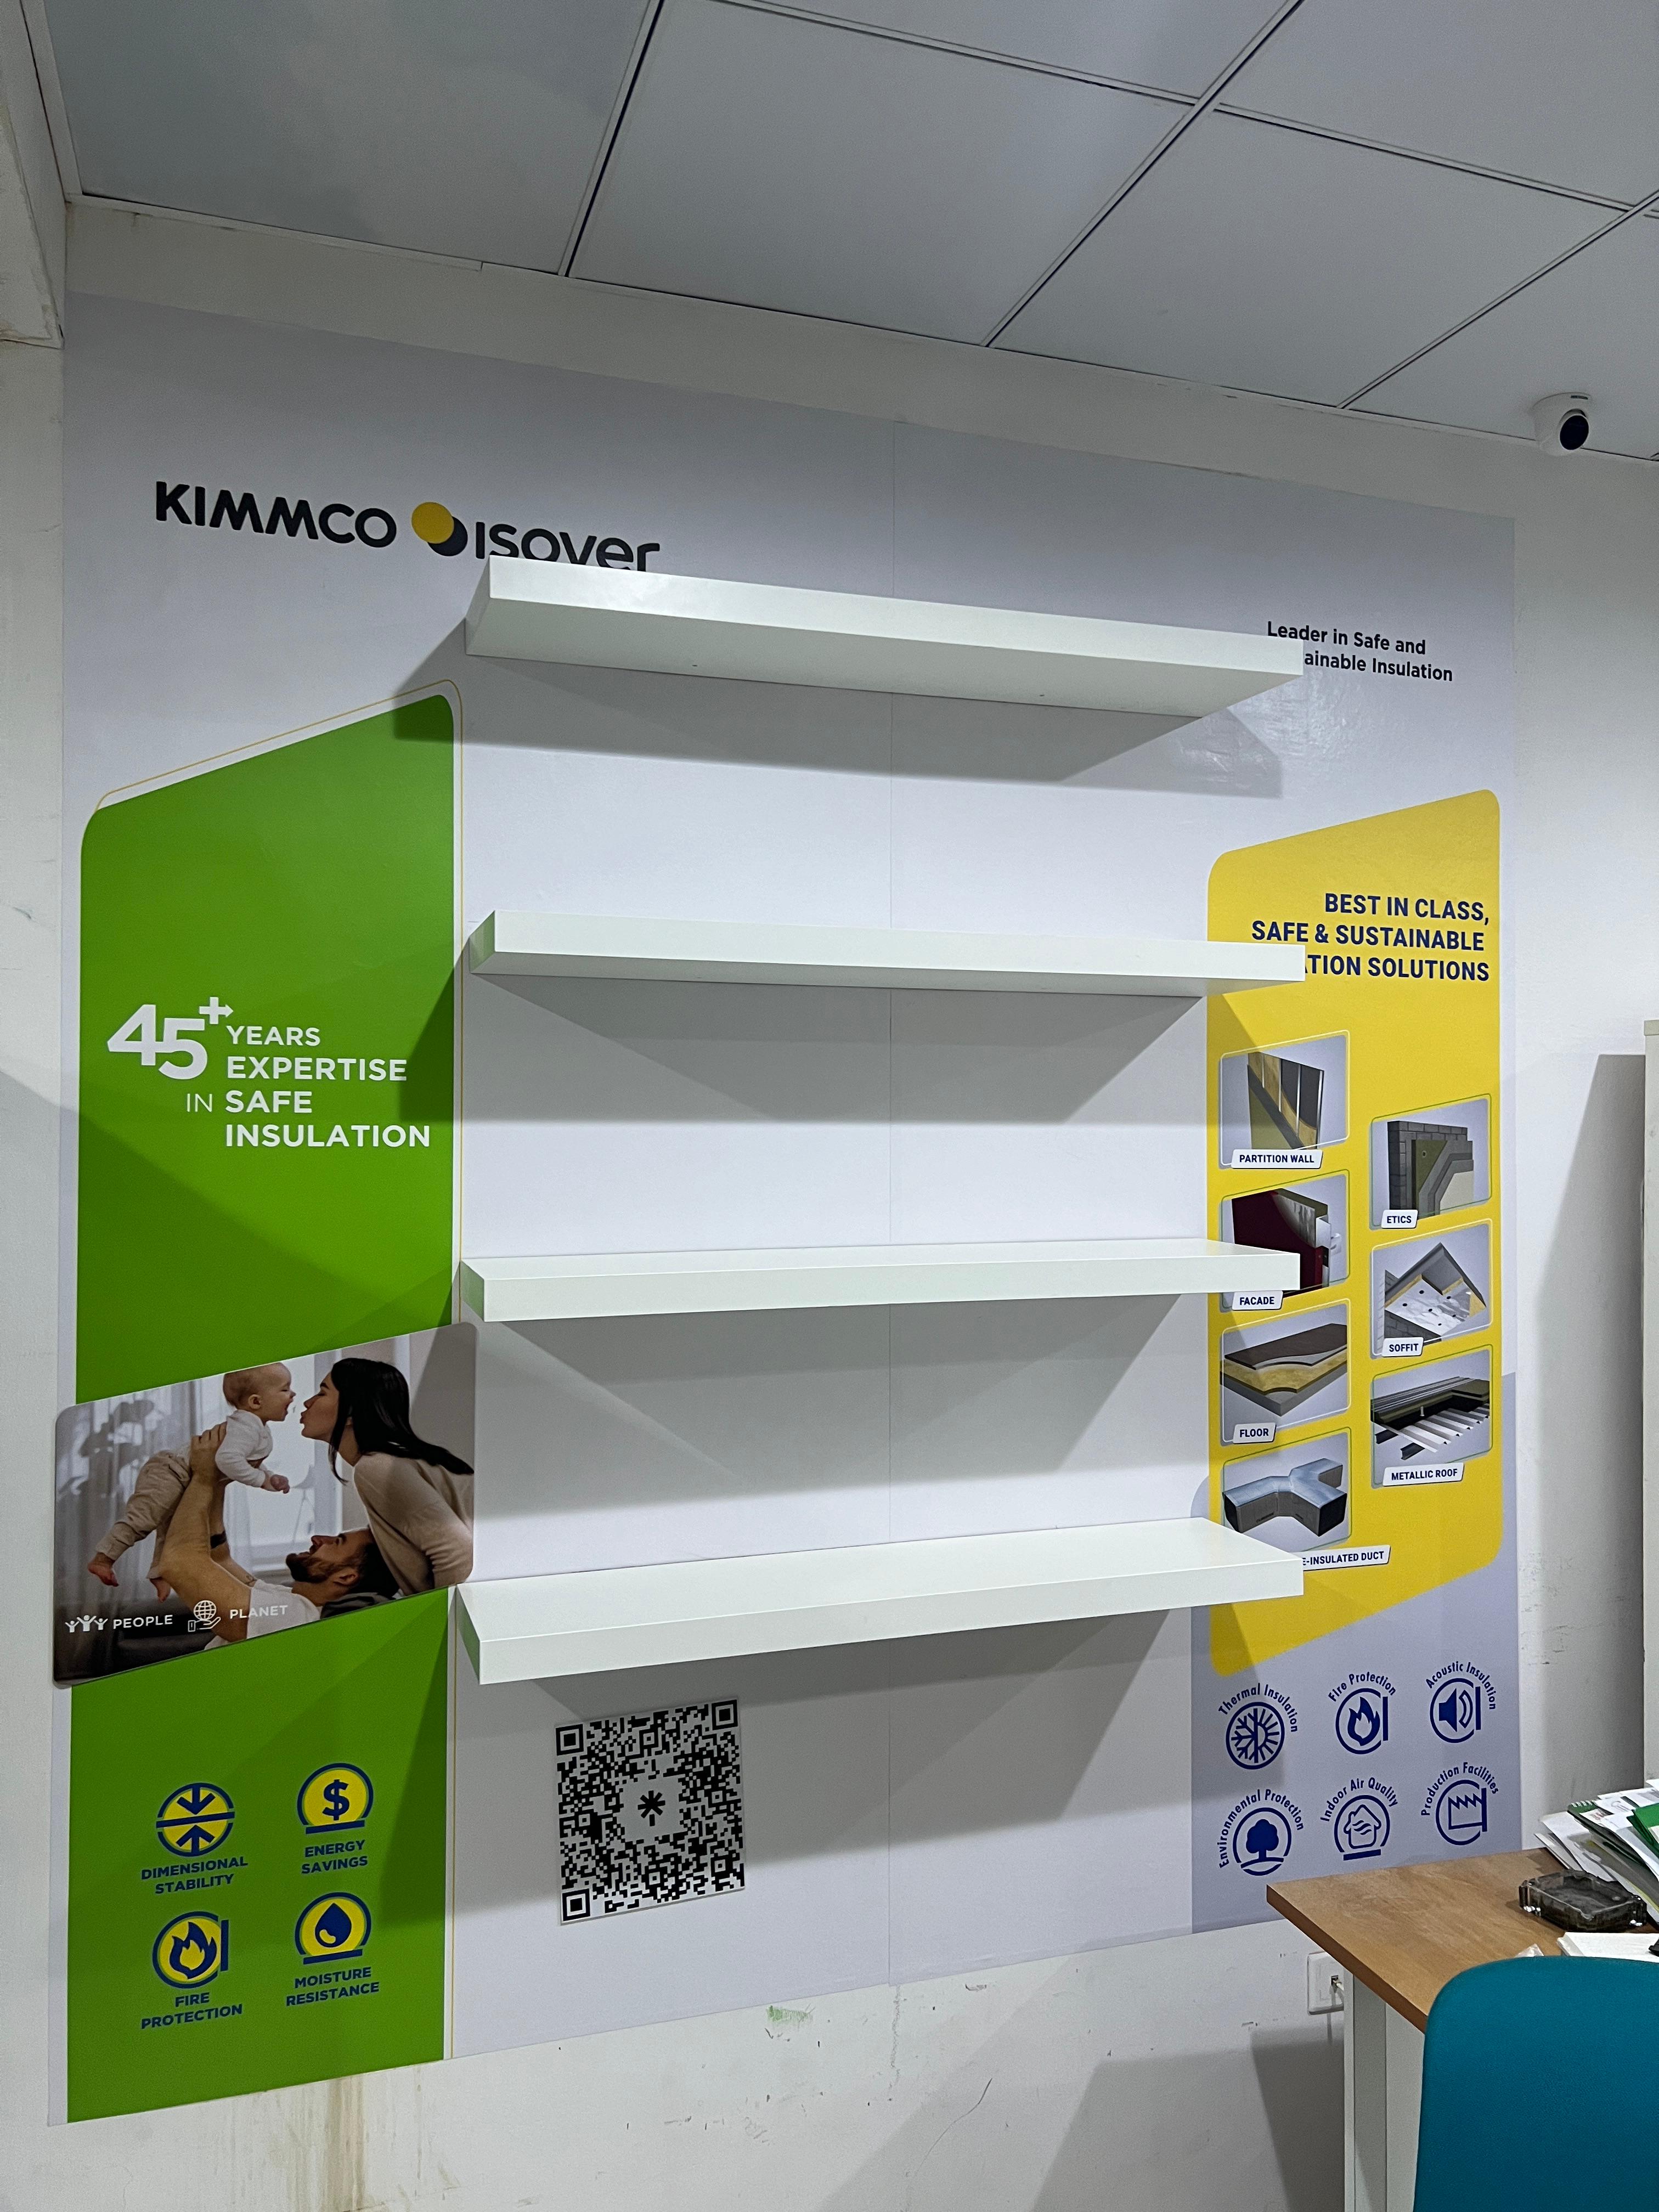 KIMMCO isover
Leader in Safe and
ainable Insulation
45+ YEARS
EXPERTISE
IN SAFE
INSULATION
PEOPLE PLANET
DIMENSIONAL
STABILITY
ENERGY
SAVINGS
FIRE
PROTECTION
MOISTURE
RESISTANCE
BEST IN CLASS,
SAFE & SUSTAINABLE
ATION SOLUTIONS
PARTITION WALL
ETICS
FACADE
SOFFIT
FLOOR
METALLIC ROOF
E-INSULATED DUCT
Thermal Insulation
Fire Protection
Acoustic Insulation
Environmental Protection
Indoor Air Quality
Production Facilities